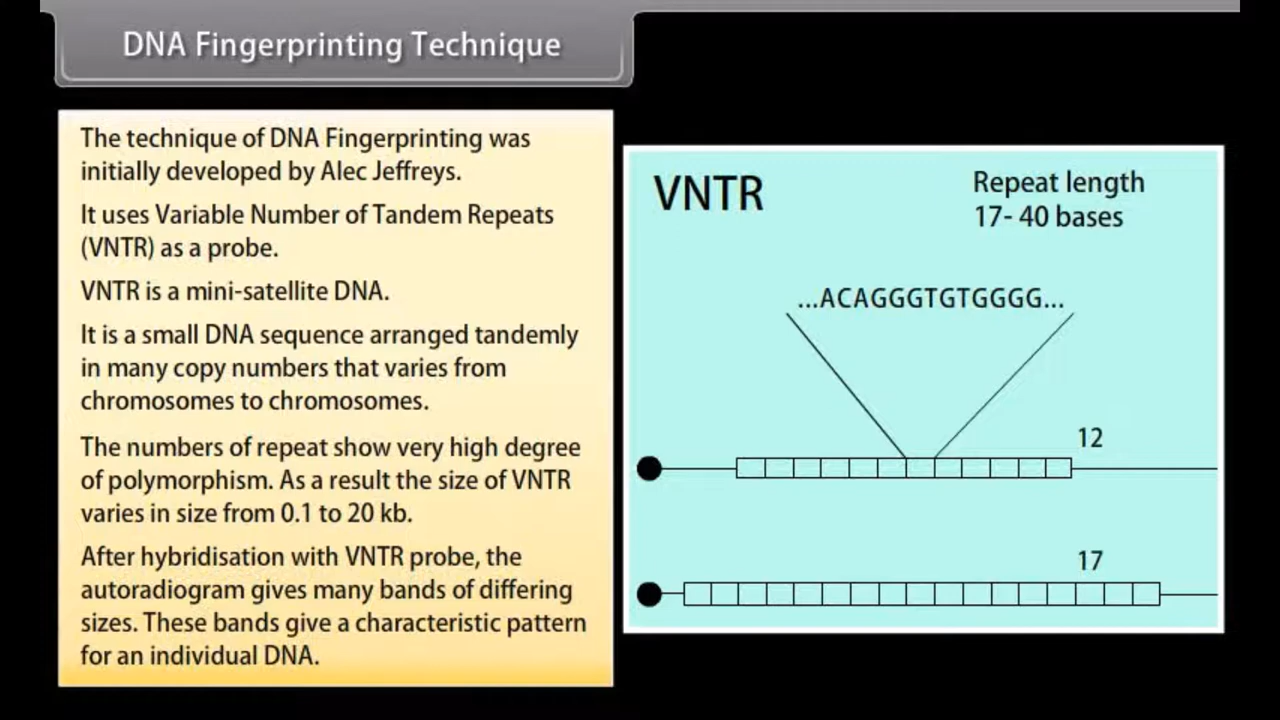 DNA Fingerprinting Technique
The technique of DNA Fingerprinting was
initially developed by Alec Jeffreys.
It uses Variable Number of Tandem Repeats
(VNTR) as a probe.
VNTR is a mini-satellite DNA.
It is a small DNA sequence arranged tandemly
in many copy numbers that varies from
chromosomes to chromosomes.
The numbers of repeat show very high degree
of polymorphism. As a result the size of VNTR
varies in size from 0.1 to 20 kb.
After hybridisation with VNTR probe, the
autoradiogram gives many bands of differing
sizes. These bands give a characteristic pattern
for an individual DNA.
VNTR
Repeat length
17- 40 bases
...ACAGGGTGTGGGG...
12
17